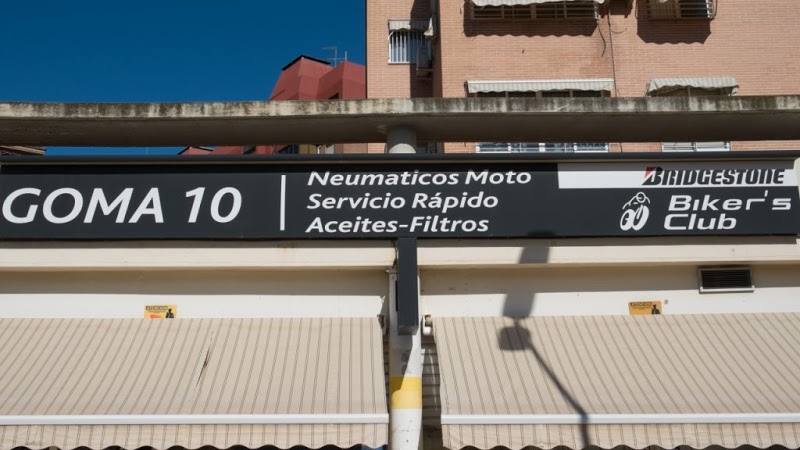 GOMA 10
Neumaticos Moto
Servicio Rápido
Aceites-Filtros
BRIDGESTONE
Biker's
Club